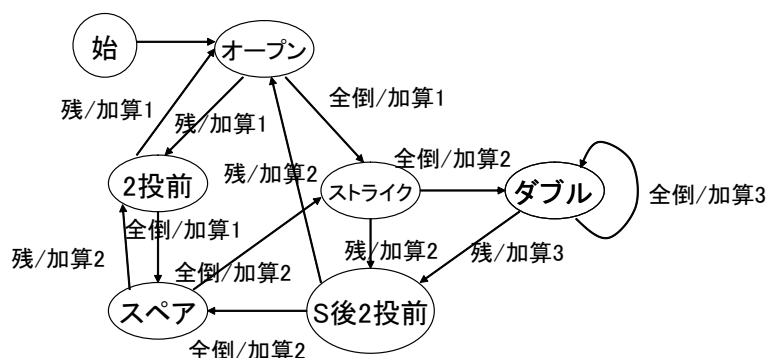 始
オープン
全倒/加算1
残/加算1
残/加算1
残/加算2
全倒/加算2
2投前
ストライク
ダブル
全倒/加算3
全倒/加算1
残/加算2
全倒/加算2
残/加算2
残/加算3
スペア
S後2投前
全倒/加算2